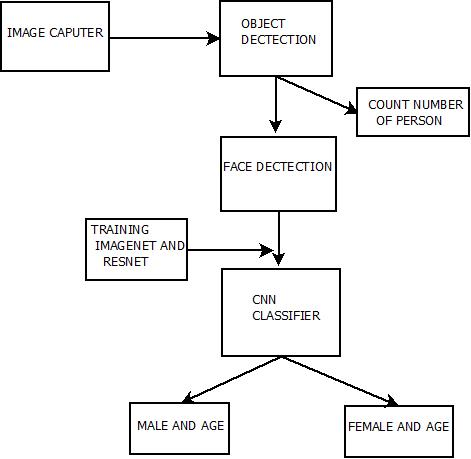 IMAGE CAPUTER
OBJECT
DECTECTION
COUNT NUMBER
OF PERSON
FACE DECTECTION
TRAINING
IMAGENET AND
RESNET
CNN
CLASSIFIER
MALE AND AGE
FEMALE AND AGE